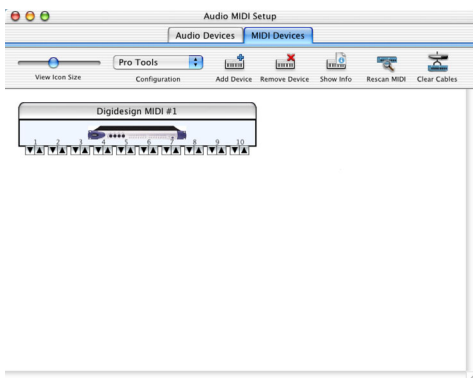 Audio MIDI Setup
Audio Devices MIDI Devices
Pro Tools
View Icon Size Configuration Add Device Remove Device Show Info Rescan MIDI Clear Cables
Digidesign MIDI #1
1 2 3 4 5 6 7 8 9 10